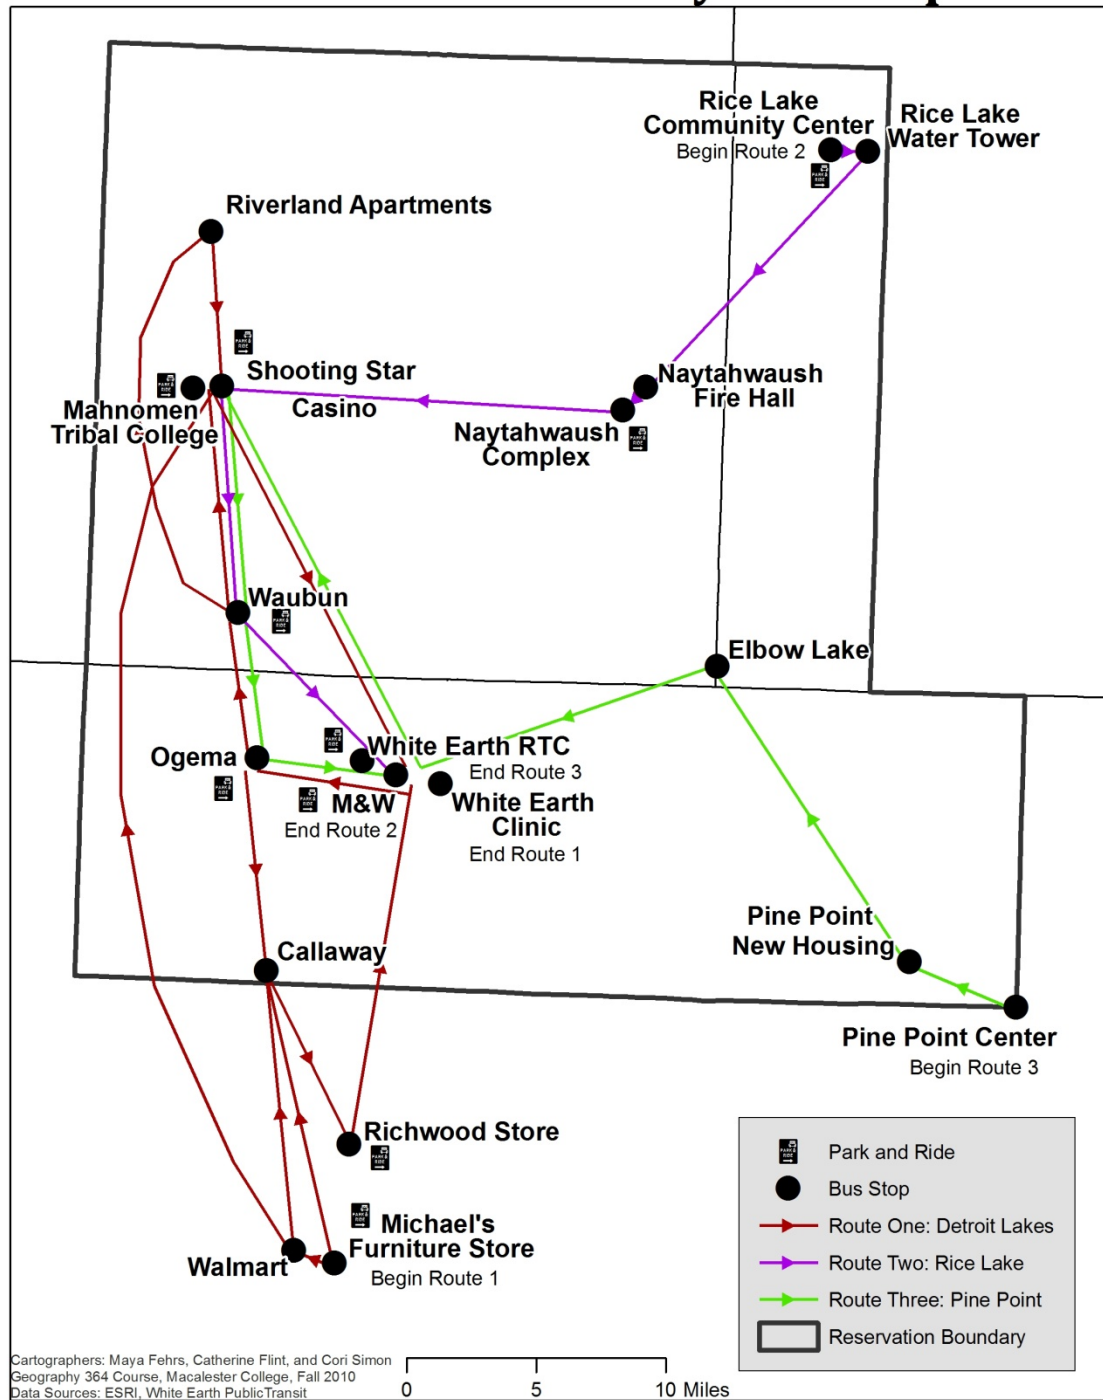 Rice Lake
Community Center
Begin Route 2
Rice Lake
Water Tower
Riverland Apartments
Shooting Star
Casino
Mahnomen
Tribal College
Naytahwaush
Fire Hall
Naytahwaush
Complex
Waubun
Elbow Lake
Ogema
White Earth RTC
End Route 3
M&W
End Route 2
White Earth
Clinic
End Route 1
Callaway
Pine Point
New Housing
Pine Point Center
Begin Route 3
Richwood Store
Michael's
Furniture Store
Begin Route 1
Walmart
Park and Ride
Bus Stop
Route One: Detroit Lakes
Route Two: Rice Lake
Route Three: Pine Point
Reservation Boundary
Cartographers: Maya Fehrs, Catherine Flint, and Cori Simon
Geography 364 Course, Macalester College, Fall 2010
Data Sources: ESRI, White Earth PublicTransit
0 5 10 Miles